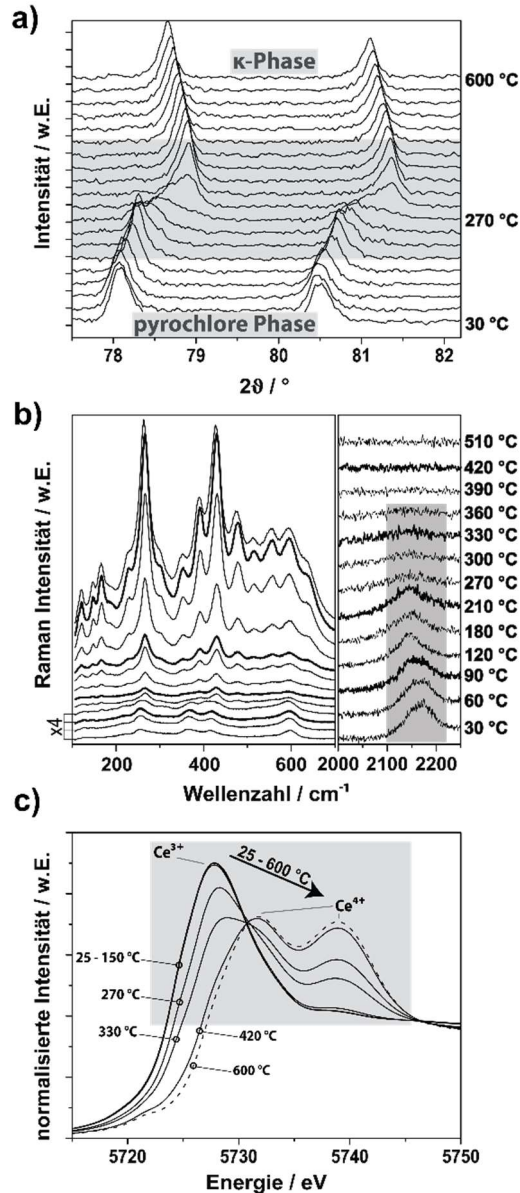 a)
Intensität / w.E.
κ-Phase
600 °C
270 °C
pyrochlore Phase
30 °C
78 79 80 81 82
2ϑ / °
b)
Raman Intensität / w.E.
x4
510 °C
420 °C
390 °C
360 °C
330 °C
300 °C
270 °C
210 °C
180 °C
120 °C
90 °C
60 °C
30 °C
200 400 600 2000 2100 2200
Wellenzahl / cm⁻¹
c)
normalisierte Intensität / w.E.
Ce³⁺
25 - 600 °C
Ce⁴⁺
25 - 150 °C
270 °C
330 °C
420 °C
600 °C
5720 5730 5740 5750
Energie / eV